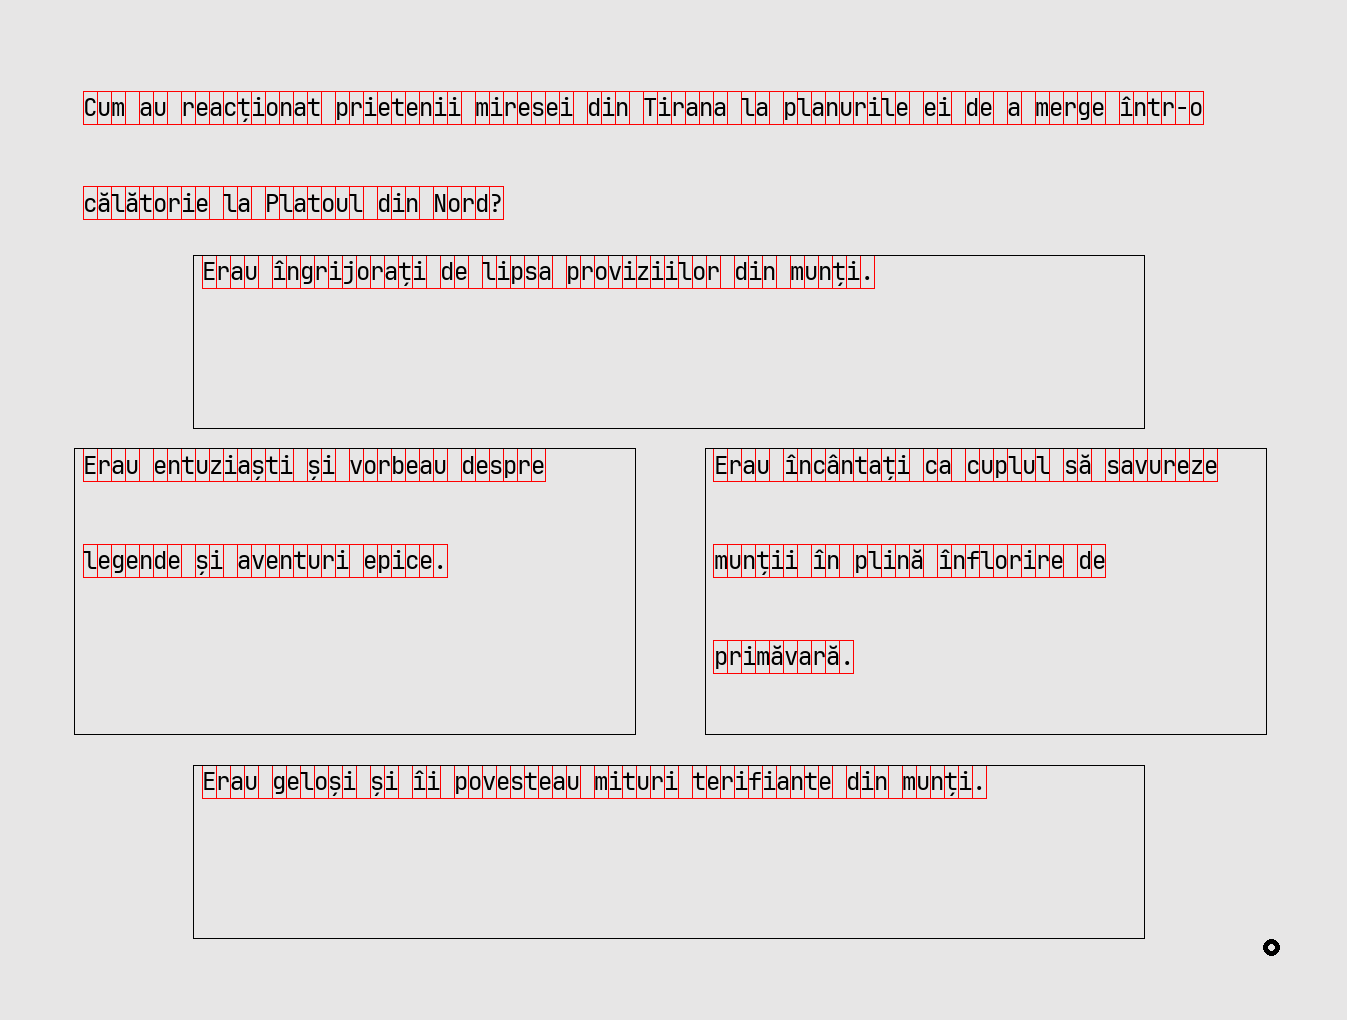 Cum au reacționat prietenii miresei din Tirana la planurile ei de a merge într-o
călătorie la Platoul din Nord?
Erau îngrijorați de lipsa proviziilor din munți.
Erau entuziaști și vorbeau despre
legende și aventuri epice.
Erau încântați ca cuplul să savureze
munții în plină înflorire de
primăvară.
Erau geloși și îi povesteau mituri terifiante din munți.